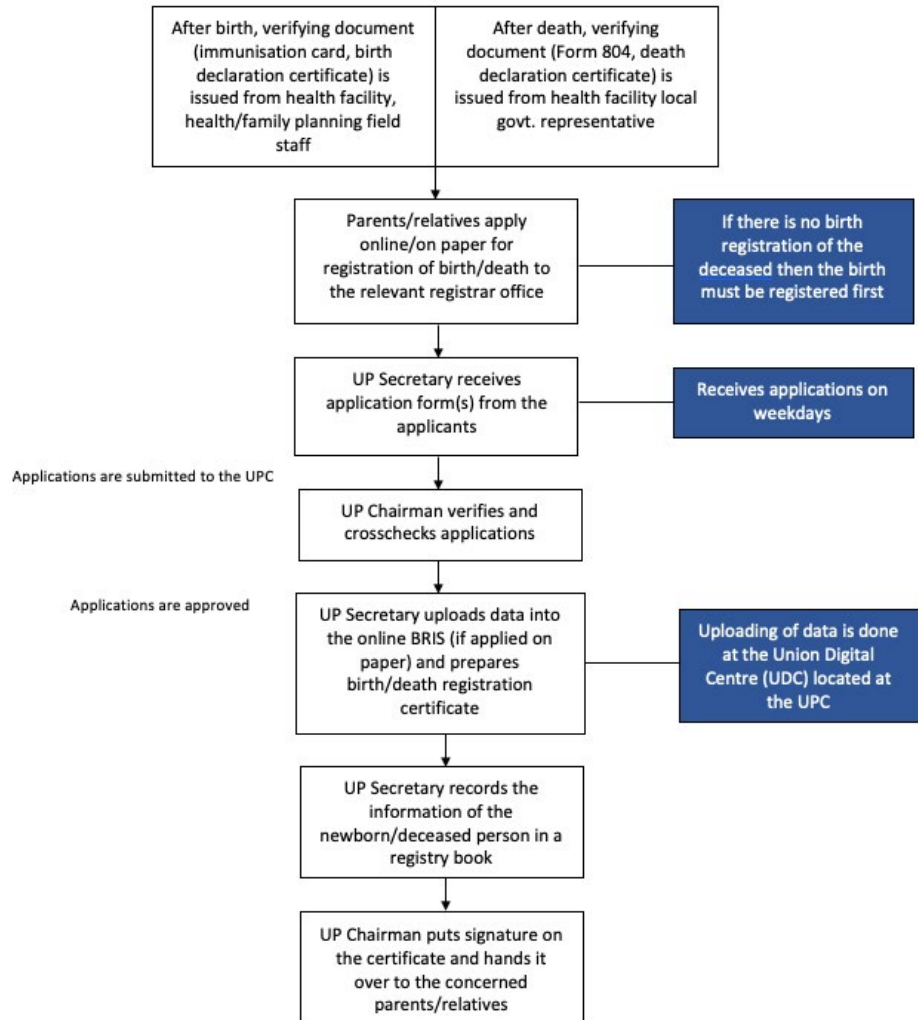 After birth, verifying document
(immunisation card, birth
declaration certificate) is
issued from health facility,
health/family planning field
staff
After death, verifying
document (Form 804, death
declaration certificate) is
issued from health facility local
govt. representative
Parents/relatives apply
online/on paper for
registration of birth/death to
the relevant registrar office
If there is no birth
registration of the
deceased then the birth
must be registered first
UP Secretary receives
application form(s) from the
applicants
Receives applications on
weekdays
Applications are submitted to the UPC
UP Chairman verifies and
crosschecks applications
Applications are approved
UP Secretary uploads data into
the online BRIS (if applied on
paper) and prepares
birth/death registration
certificate
Uploading of data is done
at the Union Digital
Centre (UDC) located at
the UPC
UP Secretary records the
information of the
newborn/deceased person in a
registry book
UP Chairman puts signature on
the certificate and hands it
over to the concerned
parents/relatives